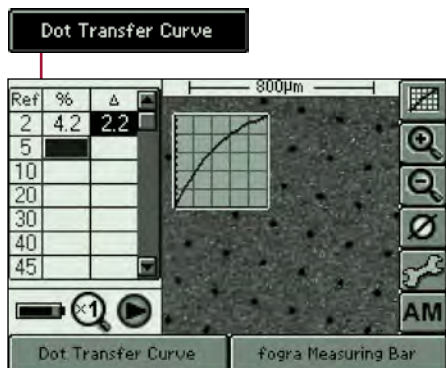 Dot Transfer Curve
800µm
Ref % Δ
2 4.2 2.2
5
10
20
30
40
45
×1
AM
Dot Transfer Curve
fogra Measuring Bar